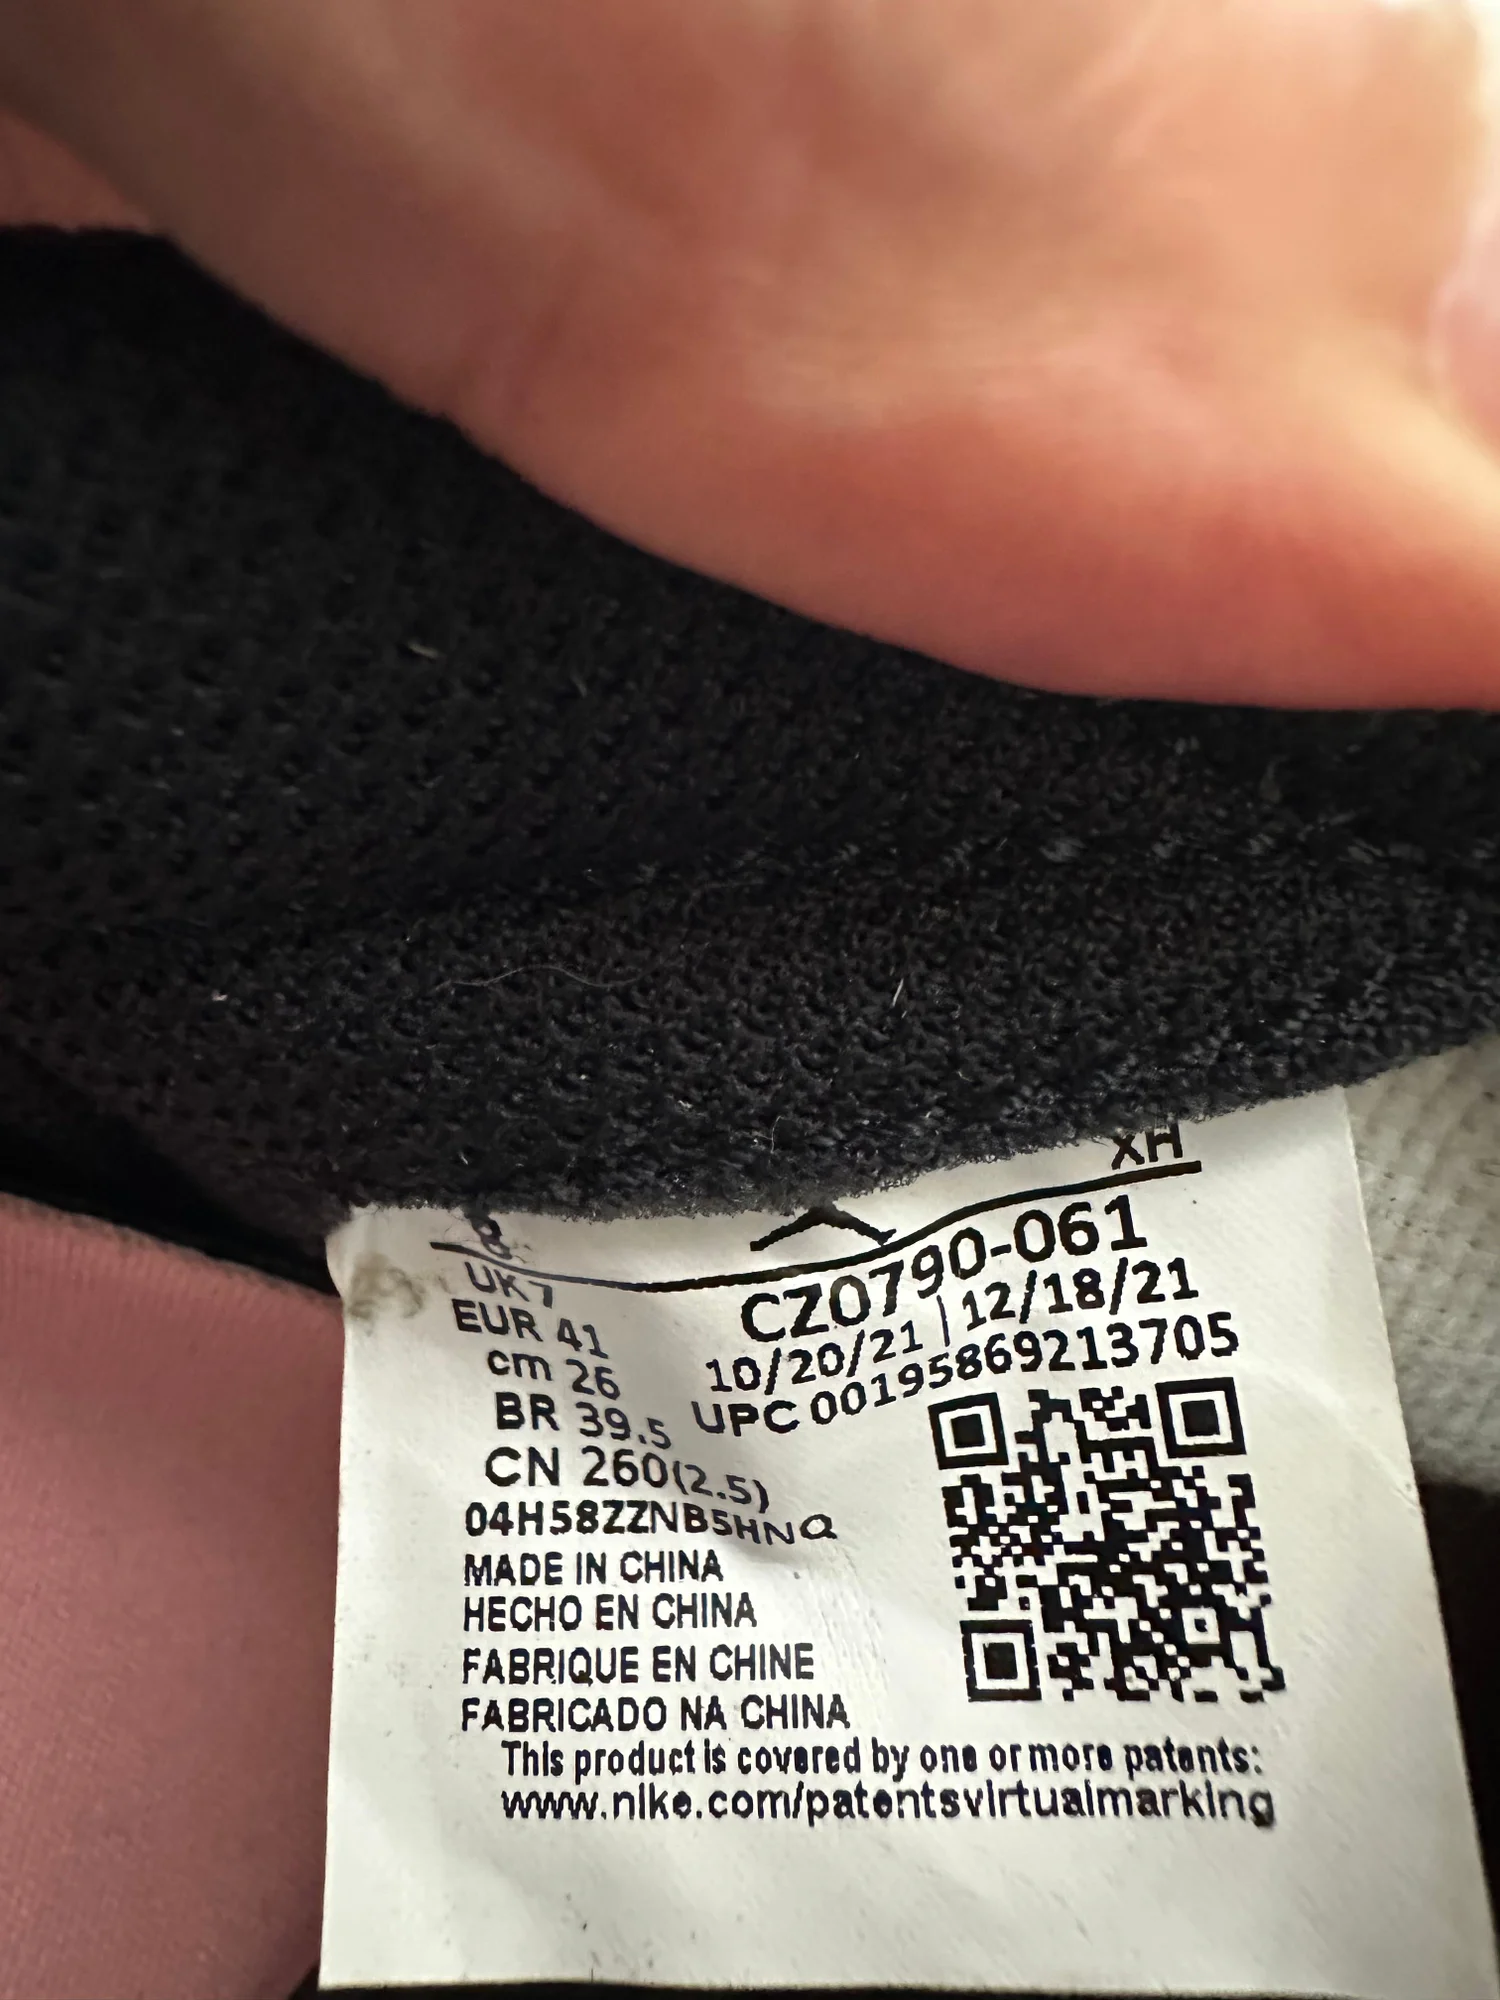 XH
8
UK 7
EUR 41
cm 26
BR 39.5
CN 260(2.5)
CZ0790-061
10/20/21 | 12/18/21
UPC 00195869213705
04H58ZZNB5HNQ
MADE IN CHINA
HECHO EN CHINA
FABRIQUE EN CHINE
FABRICADO NA CHINA
This product is covered by one or more patents:
www.nike.com/patentsvirtualmarking